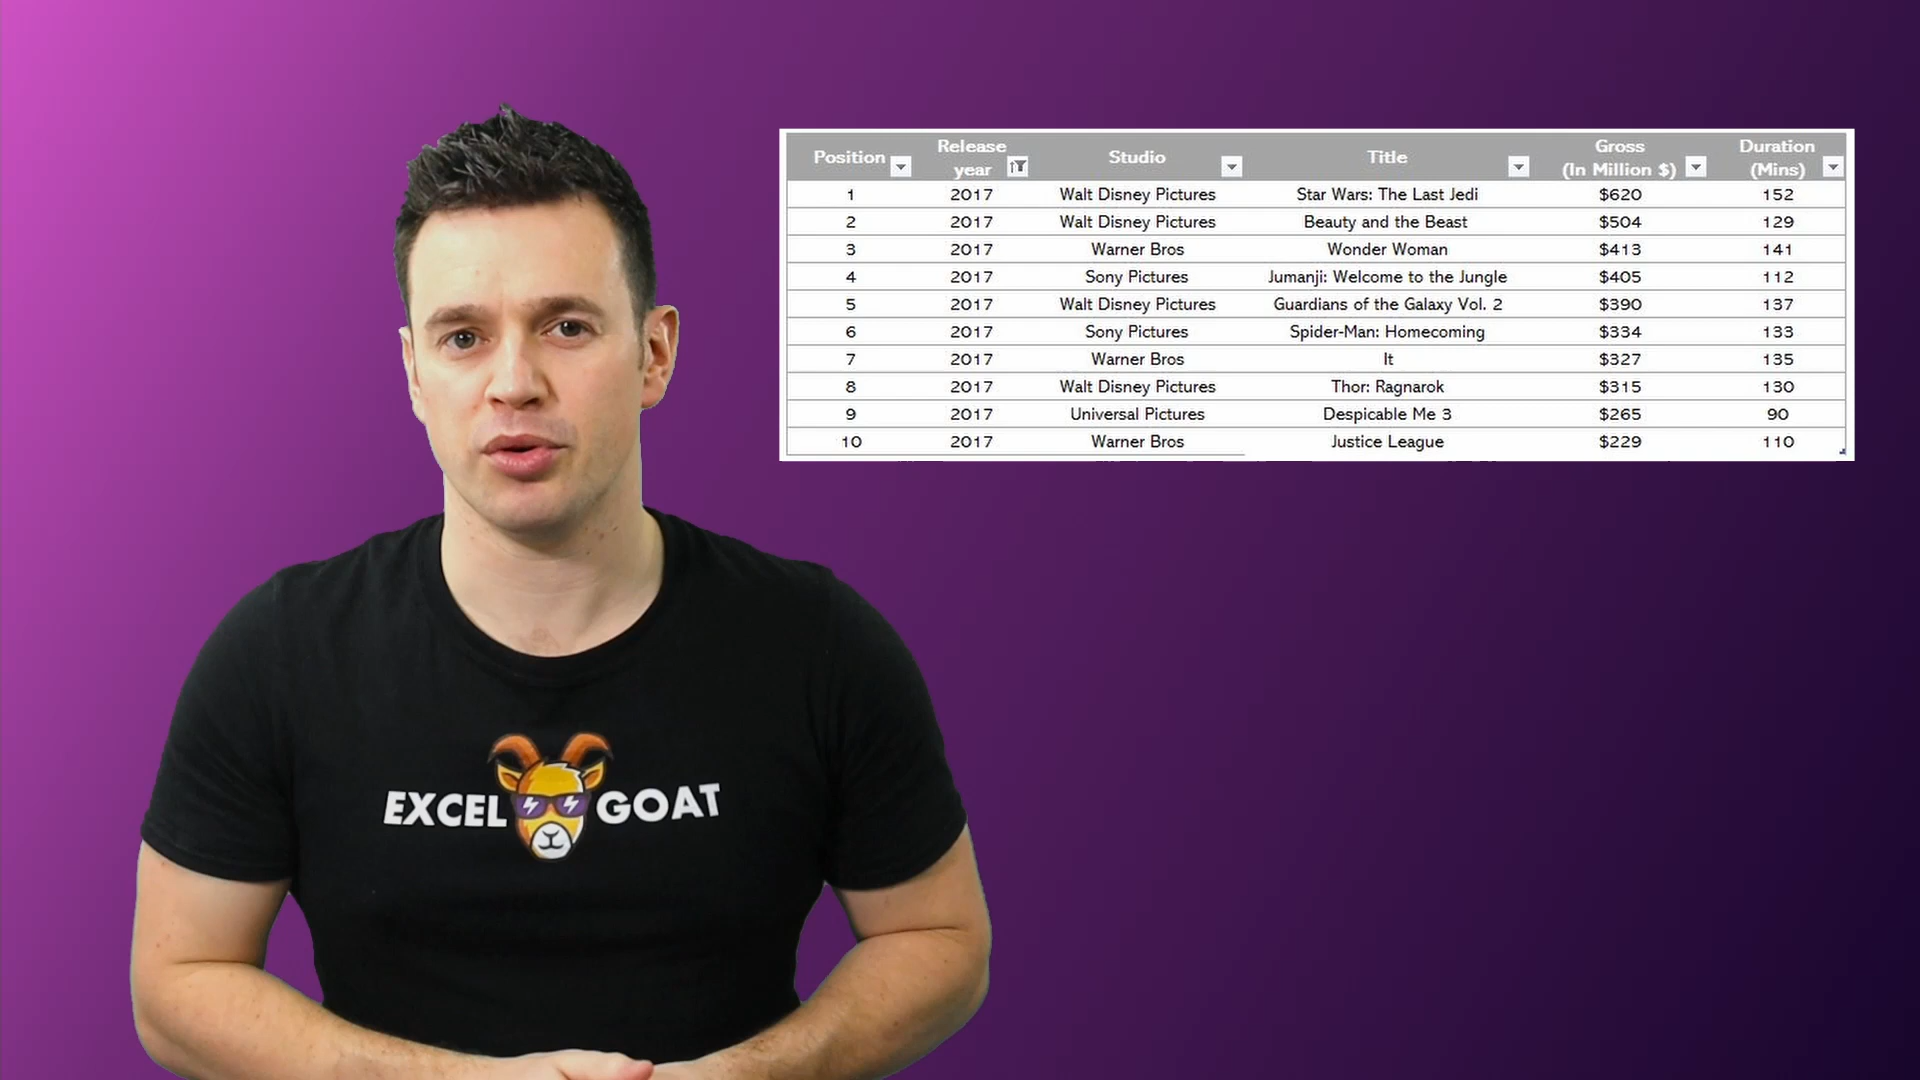 Position Release year Studio Title Gross (In Million $) Duration (Mins)
1 2017 Walt Disney Pictures Star Wars: The Last Jedi $620 152
2 2017 Walt Disney Pictures Beauty and the Beast $504 129
3 2017 Warner Bros Wonder Woman $413 141
4 2017 Sony Pictures Jumanji: Welcome to the Jungle $405 112
5 2017 Walt Disney Pictures Guardians of the Galaxy Vol. 2 $390 137
6 2017 Sony Pictures Spider-Man: Homecoming $334 133
7 2017 Warner Bros It $327 135
8 2017 Walt Disney Pictures Thor: Ragnarok $315 130
9 2017 Universal Pictures Despicable Me 3 $265 90
10 2017 Warner Bros Justice League $229 110
EXCEL GOAT